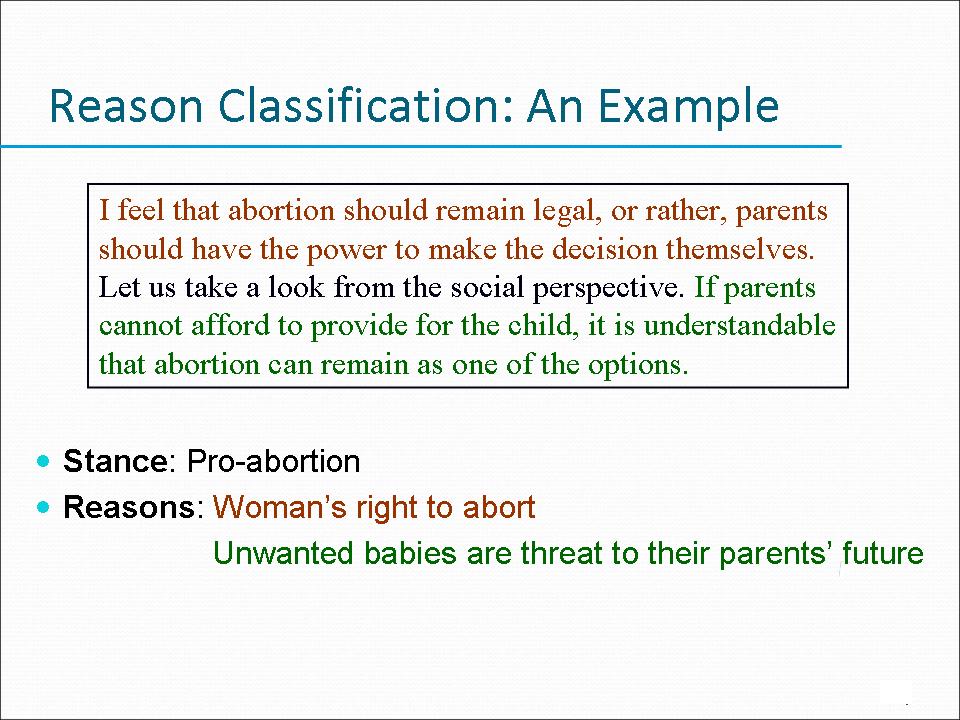 Reason Classification: An Example
I feel that abortion should remain legal, or rather, parents
should have the power to make the decision themselves.
Let us take a look from the social perspective. If parents
cannot afford to provide for the child, it is understandable
that abortion can remain as one of the options.
Stance: Pro-abortion
Reasons: Woman’s right to abort
Unwanted babies are threat to their parents’ future